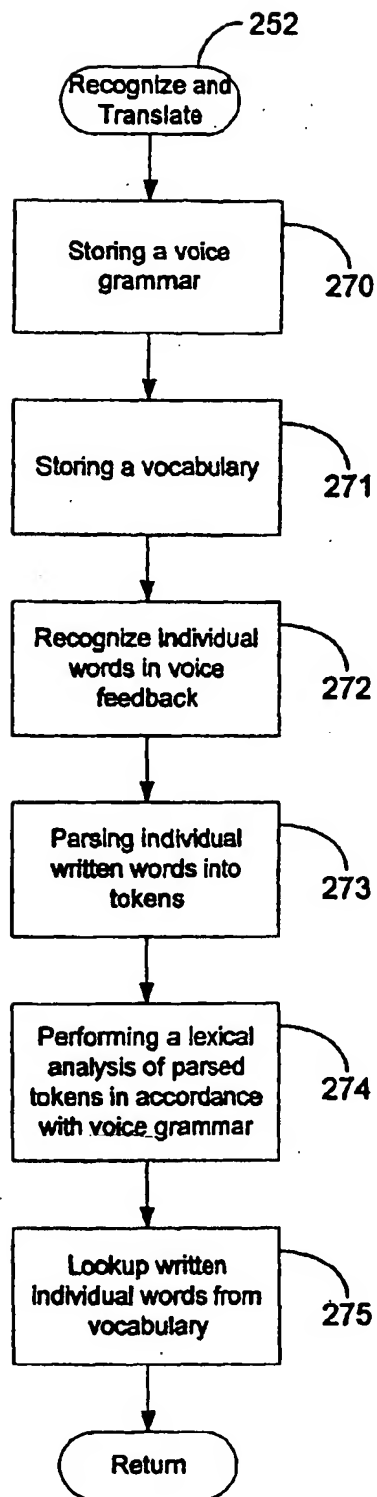 252
Recognize and
Translate
Storing a voice
grammar
270
Storing a vocabulary
271
Recognize individual
words in voice
feedback
272
Parsing individual
written words into
tokens
273
Performing a lexical
analysis of parsed
tokens in accordance
with voice grammar
274
Lookup written
individual words from
vocabulary
275
Return